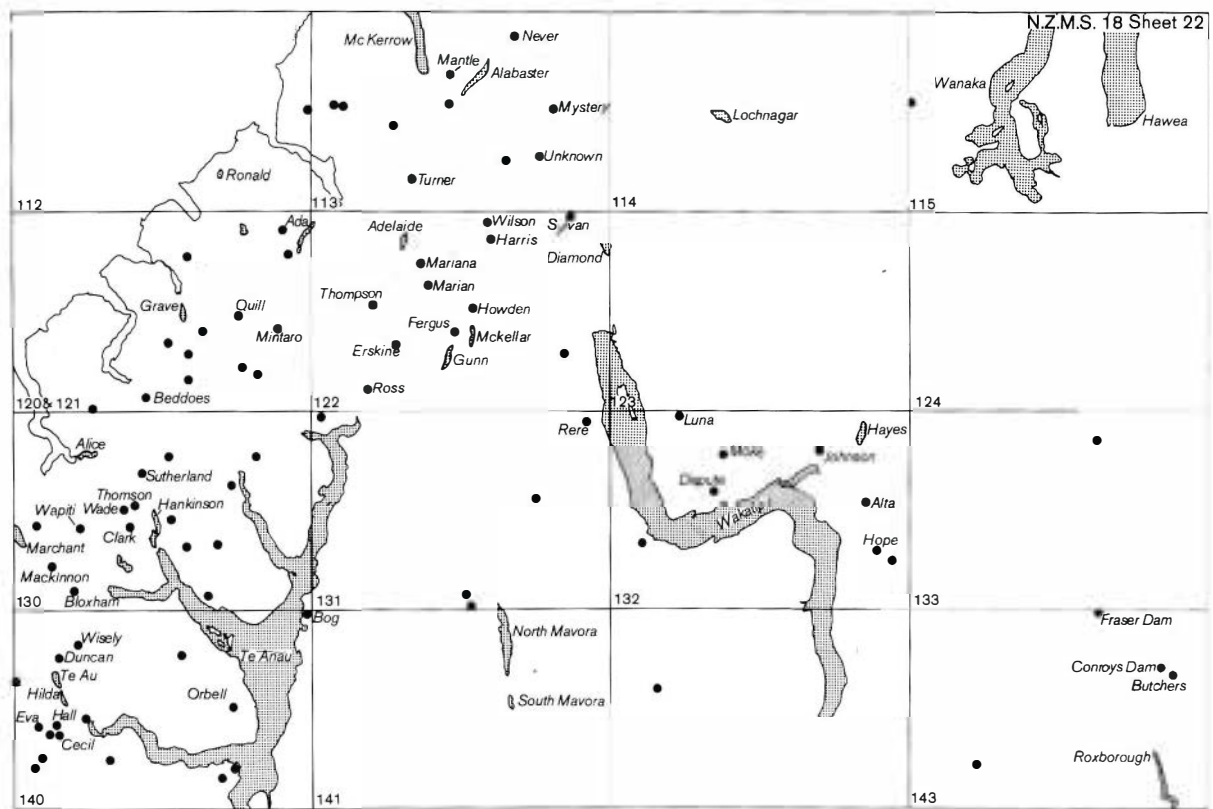 N.Z.M.S. 18 Sheet 22
Mc Kerrow
Never
Mantle
Alabaster
Wanaka
Hawea
Mystery
Lochnagar
Unknown
Ronald
Turner
112
113
114
115
Ada
Adelaide
Wilson
Harris
Diamond
Mariana
Marian
Thompson
Grave
Quill
Howden
Mintaro
Fergus
Mckellar
Erskine
Gunn
Ross
Beddoes
120 & 121
122
123
124
Rere
Luna
Hayes
Alice
Moke
Johnson
Sutherland
Dispute
Thomson
Hankinson
Wapiti
Wade
Alta
Clark
Marchant
Hope
Mackinnon
Bloxham
130
131
132
133
Bog
Fraser Dam
North Mavora
Wisely
Duncan
Te Anau
Te Au
Conroys Dam
Butchers
Hilda
Orbell
South Mavora
Eva
Hall
Cecil
Roxborough
140
141
143